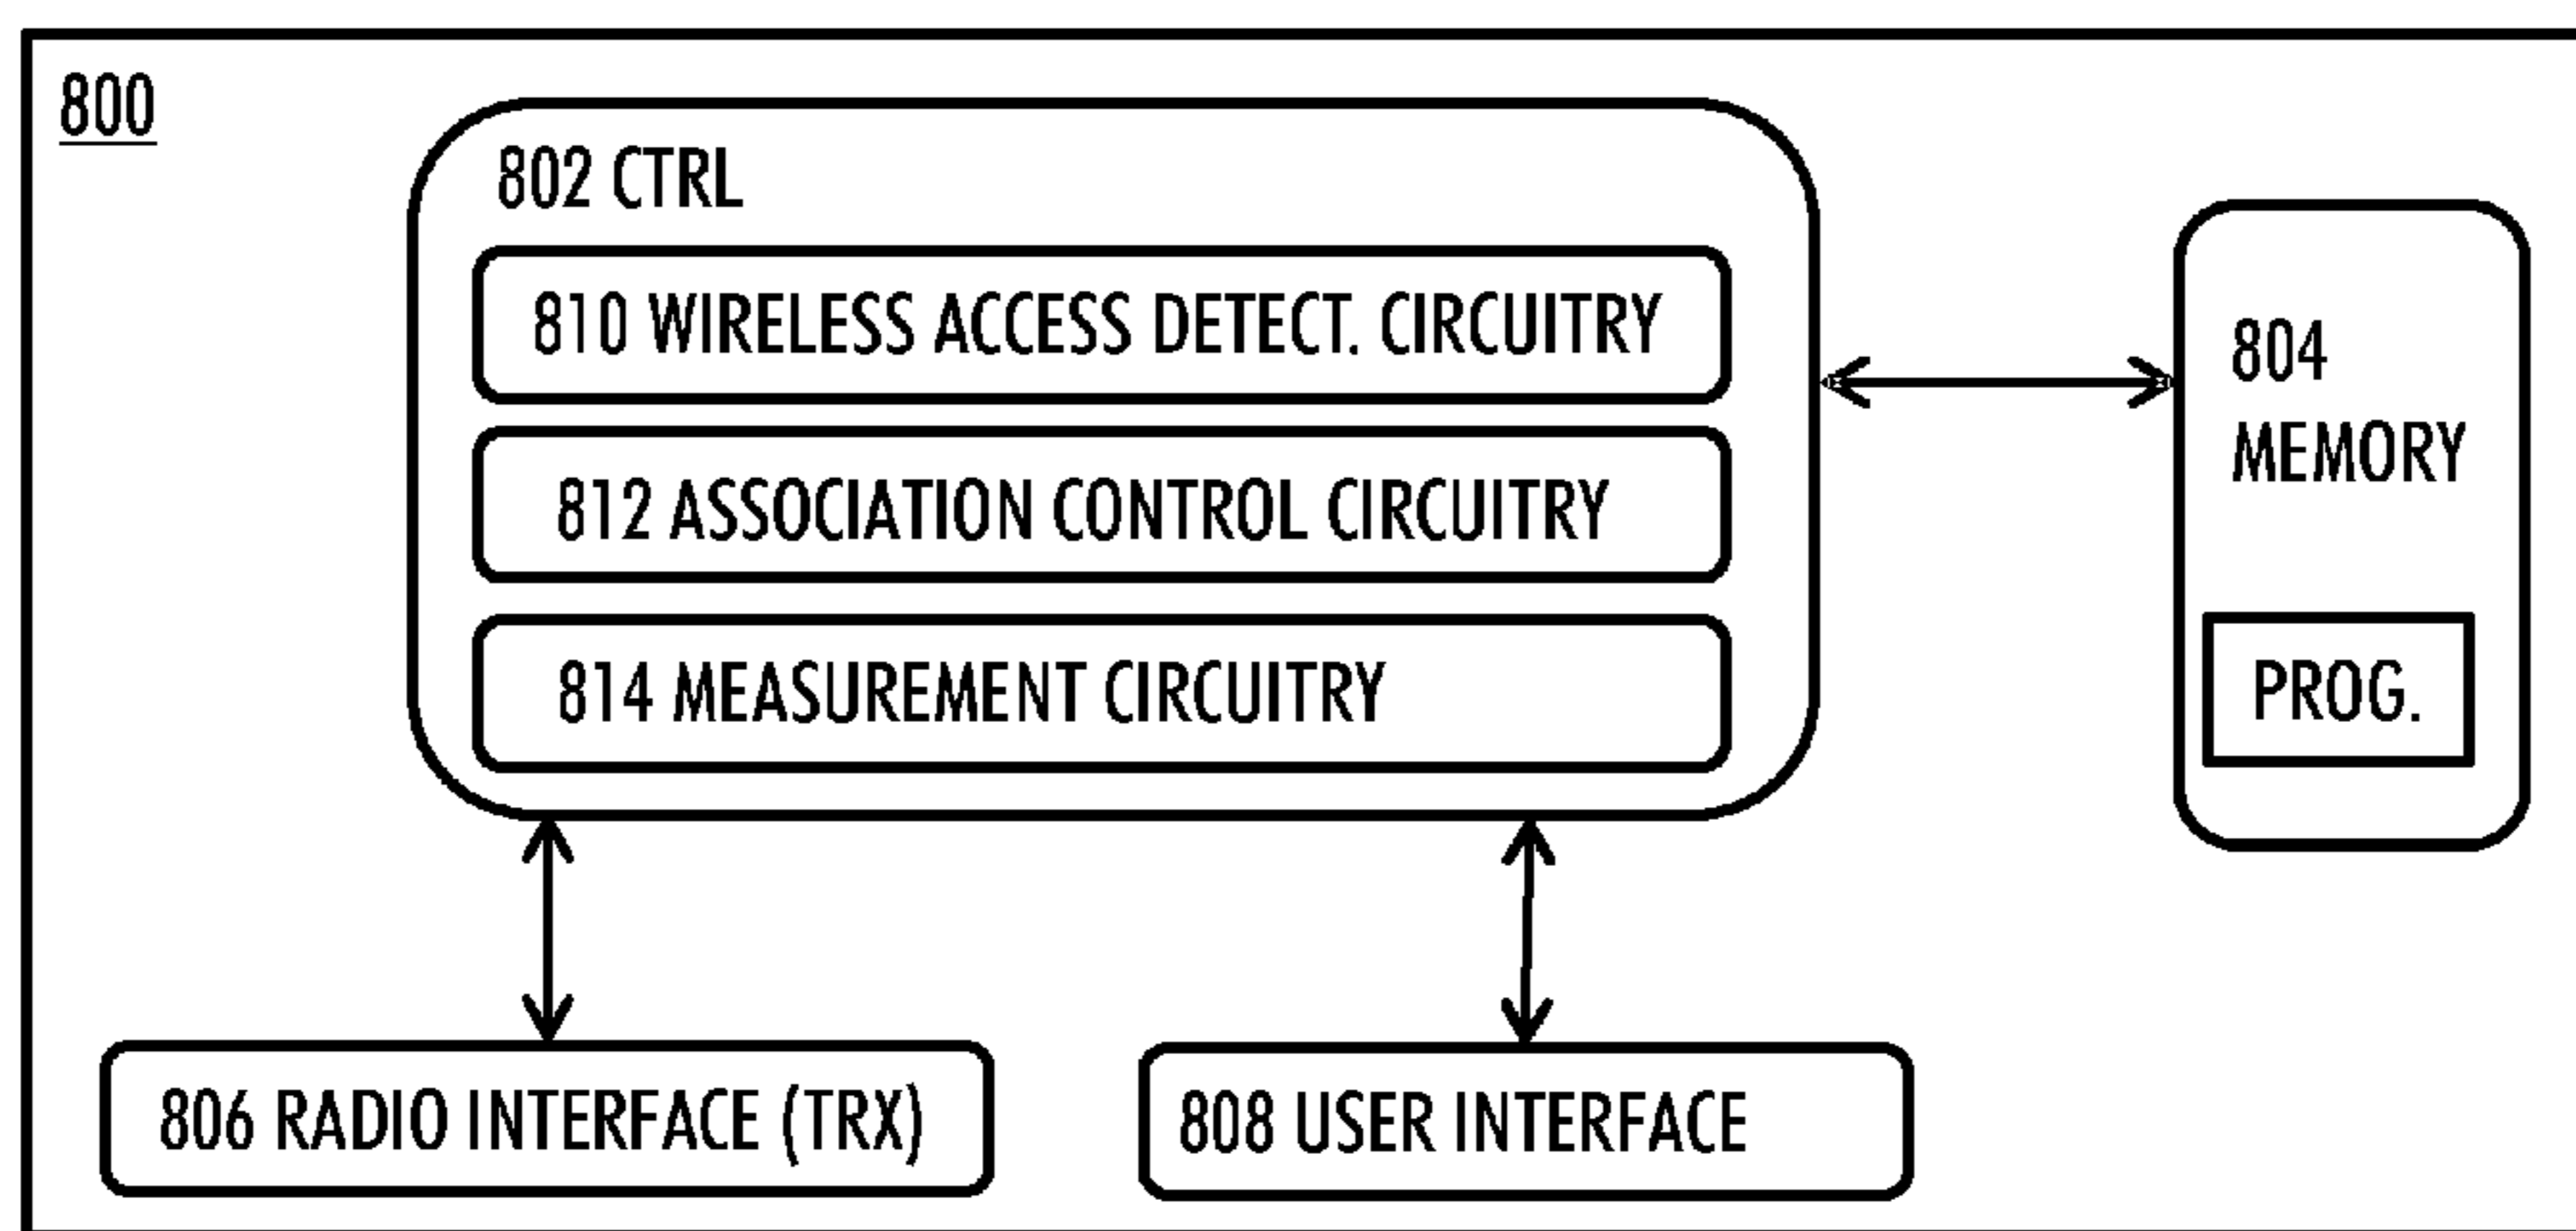 800
802 CTRL
810 WIRELESS ACCESS DETECT. CIRCUITRY
812 ASSOCIATION CONTROL CIRCUITRY
814 MEASUREMENT CIRCUITRY
804
MEMORY
PROG.
806 RADIO INTERFACE (TRX)
808 USER INTERFACE